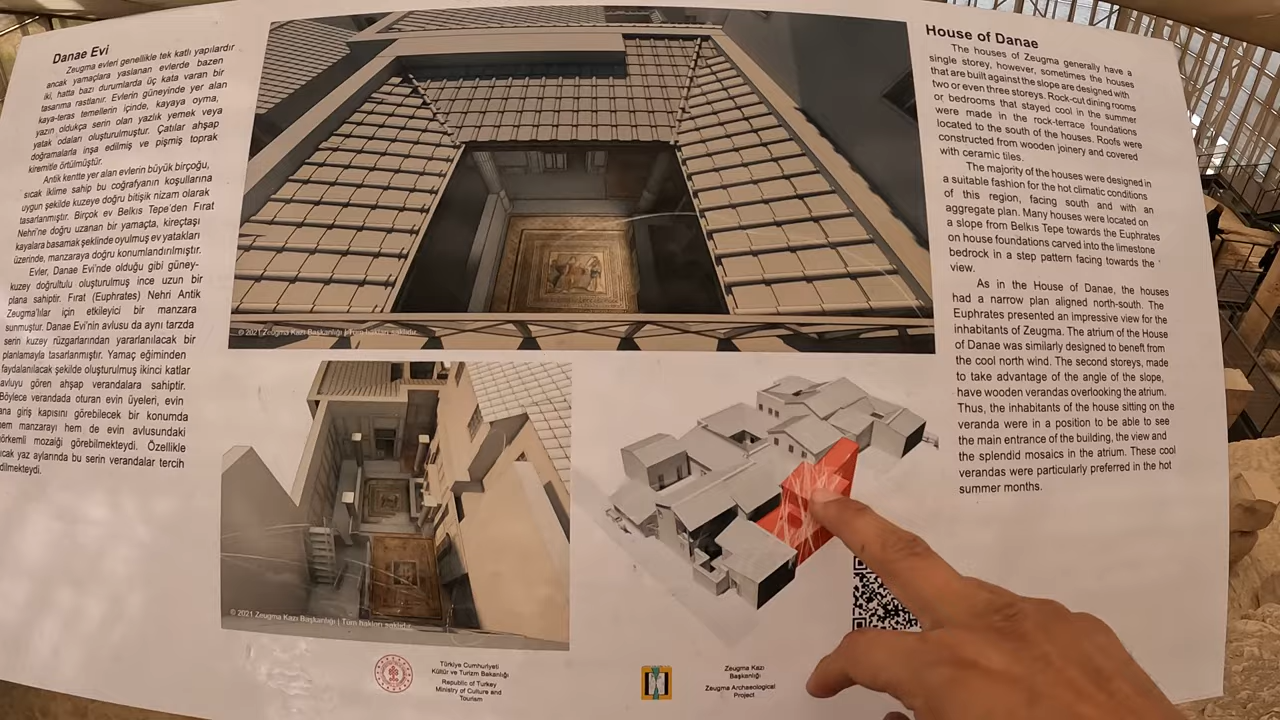 Danae Evi
Zeugma evleri genellikle tek katlı yapılardır
ancak yamaçlara yaslanan evlerde bazen
iki, hatta bazı durumlarda üç kata varan bir
tasarıma rastlanır. Evlerin güneyinde yer alan
kaya-teras temellerin içinde, kayaya oyma,
yazın oldukça serin olan yazlık yemek veya
yatak odaları oluşturulmuştur. Çatılar ahşap
doğramalarla inşa edilmiş ve pişmiş toprak
kiremitle örtülmüştür.
Antik kentte yer alan evlerin büyük birçoğu,
sıcak iklime sahip bu coğrafyanın koşullarına
uygun şekilde kuzeye doğru bitişik nizam olarak
tasarlanmıştır. Birçok ev Belkıs Tepe'den Fırat
Nehri'ne doğru uzanan bir yamaçta, kireçtaşı
kayalara basamak şeklinde oyulmuş ev yatakları
üzerinde, manzaraya doğru konumlandırılmıştır.
Evler, Danae Evi'nde olduğu gibi güney-
kuzey doğrultulu oluşturulmuş ince uzun bir
plana sahiptir. Fırat (Euphrates) Nehri Antik
Zeugma'lılar için etkileyici bir manzara
sunmuştur. Danae Evi'nin avlusu da aynı tarzda
serin kuzey rüzgarlarından yararlanılacak bir
planlamayla tasarlanmıştır. Yamaç eğiminden
faydalanılacak şekilde oluşturulmuş ikinci katlar
avluyu gören ahşap verandalara sahiptir.
Böylece verandada oturan ev üyeleri, evin
ana giriş kapısını görebilecek bir konumda
hem manzarayı hem de evin avlusundaki
görkemli mozaiği görebilmekteydi. Özellikle
sıcak yaz aylarında bu serin verandalar tercih
dilmekteydi.
© 2021 Zeugma Kazı Başkanlığı | Tüm hakları saklıdır.
© 2021 Zeugma Kazı Başkanlığı | Tüm hakları saklıdır.
House of Danae
The houses of Zeugma generally have a
single storey, however, sometimes the houses
that are built against the slope are designed with
two or even three storeys. Rock-cut dining rooms
or bedrooms that stayed cool in the summer
were made in the rock-terrace foundations
located to the south of the houses. Roofs were
constructed from wooden joinery and covered
with ceramic tiles.
The majority of the houses were designed in
a suitable fashion for the hot climatic conditions
of this region, facing south and with an
aggregate plan. Many houses were located on
a slope from Belkıs Tepe towards the Euphrates
on house foundations carved into the limestone
bedrock in a step pattern facing towards the
view.
As in the House of Danae, the houses
had a narrow plan aligned north-south. The
Euphrates presented an impressive view for the
inhabitants of Zeugma. The atrium of the House
of Danae was similarly designed to benefit from
the cool north wind. The second storeys, made
to take advantage of the angle of the slope,
have wooden verandas overlooking the atrium.
Thus, the inhabitants of the house sitting on the
veranda were in a position to be able to see
the main entrance of the building, the view and
the splendid mosaics in the atrium. These cool
verandas were particularly preferred in the hot
summer months.
Türkiye Cumhuriyeti
Kültür ve Turizm Bakanlığı
Republic of Turkey
Ministry of Culture and
Tourism
Zeugma Kazı
Başkanlığı
Zeugma Archaeological
Project